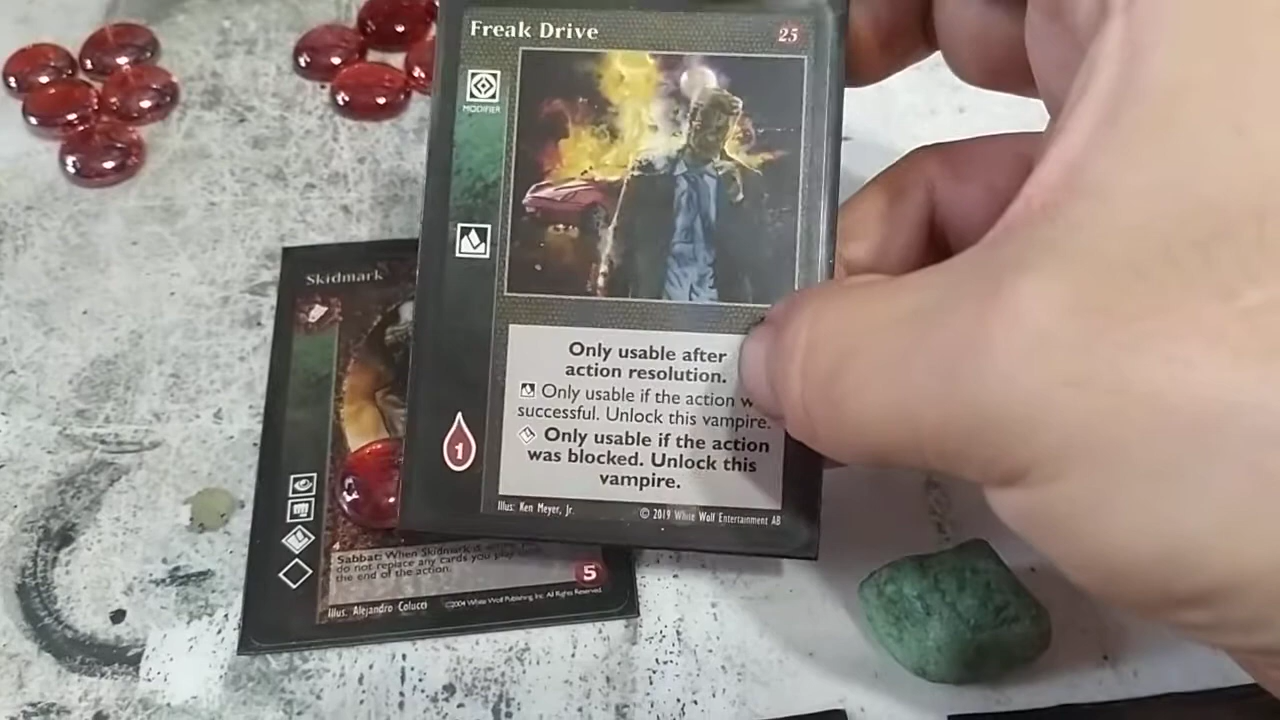 Freak Drive
25
MODIFIER
Only usable after
action resolution.
Only usable if the action
successful. Unlock this vampire.
Only usable if the action
was blocked. Unlock this
vampire.
1
Illus: Ken Meyer, Jr.
© 2019 White Wolf Entertainment AB
Skidmark
Sabbat: When Skidmark
do not replace any cards you
the end of the action.
5
Illus. Alejandro Colucci
©2004 White Wolf Publishing, Inc. All Rights Reserved.